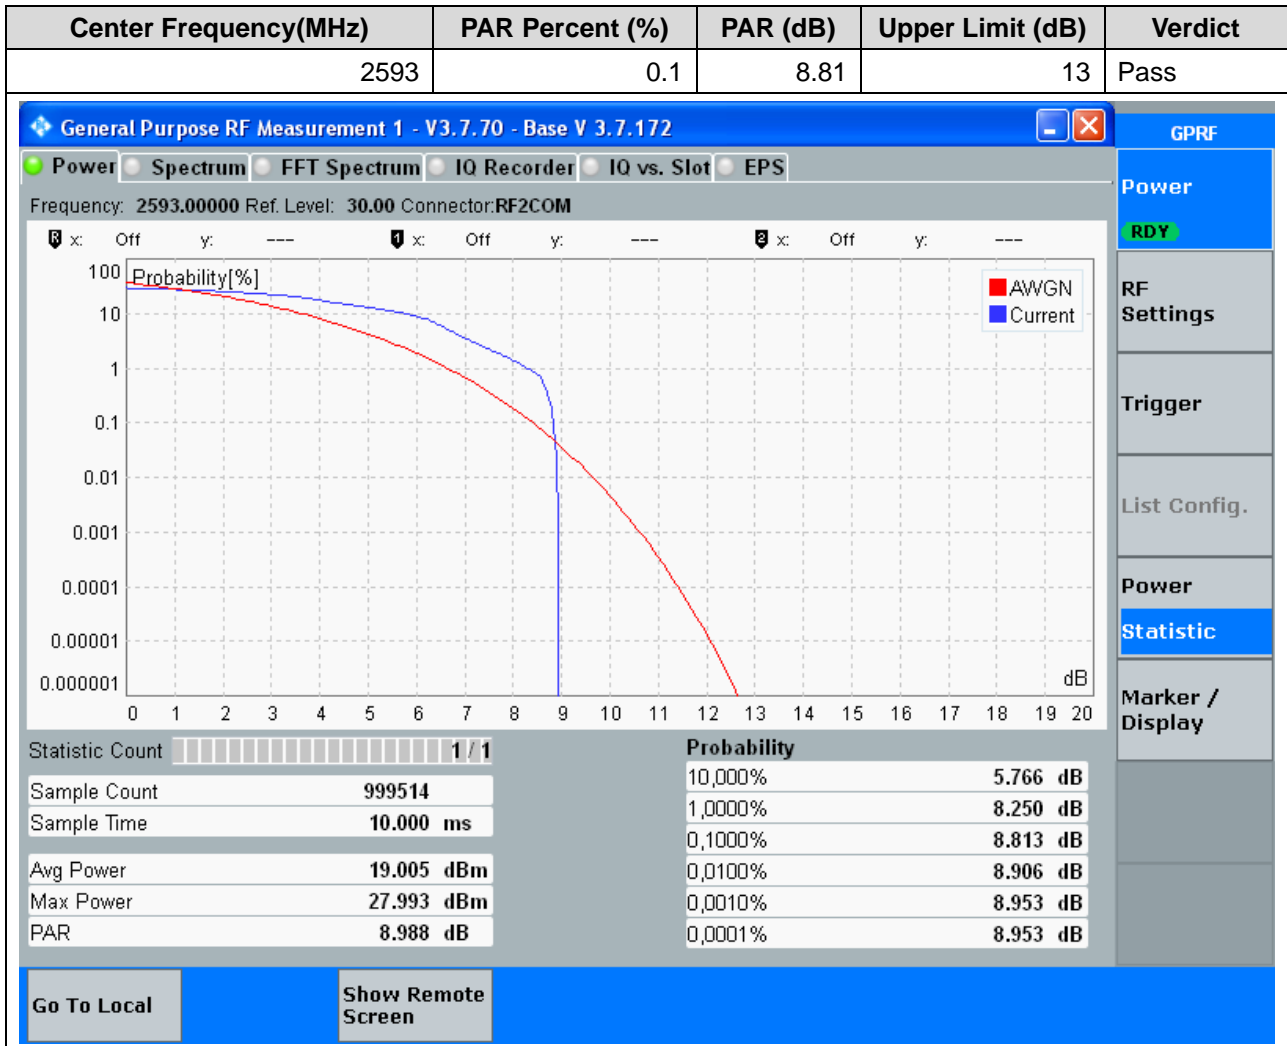 Center Frequency(MHz) PAR Percent (%) PAR (dB) Upper Limit (dB) Verdict
2593 0.1 8.81 13 Pass
General Purpose RF Measurement 1 - V3.7.70 - Base V 3.7.172
GPRF
Power Spectrum FFT Spectrum IQ Recorder IQ vs. Slot EPS
Frequency: 2593.00000 Ref. Level: 30.00 Connector:RF2COM
R x: Off y: --- 1 x: Off y: --- 2 x: Off y: ---
Probability[%]
AWGN
Current
100
10
1
0.1
0.01
0.001
0.0001
0.00001
0.000001
dB
0 1 2 3 4 5 6 7 8 9 10 11 12 13 14 15 16 17 18 19 20
Statistic Count 1 / 1
Sample Count 999514
Sample Time 10.000 ms
Avg Power 19.005 dBm
Max Power 27.993 dBm
PAR 8.988 dB
Probability
10,000% 5.766 dB
1,0000% 8.250 dB
0,1000% 8.813 dB
0,0100% 8.906 dB
0,0010% 8.953 dB
0,0001% 8.953 dB
Power
RDY
RF
Settings
Trigger
List Config.
Power
Statistic
Marker /
Display
Go To Local
Show Remote
Screen